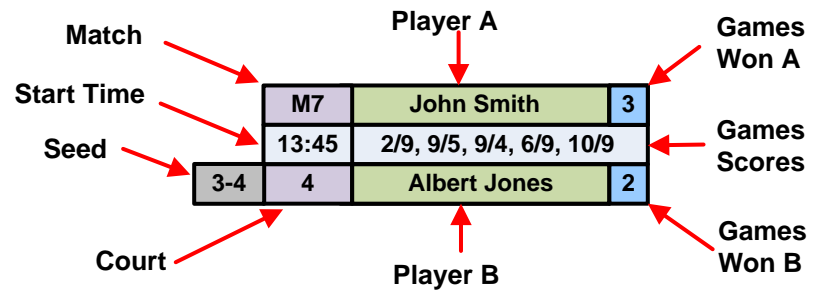 Match
Player A
Games
Won A
Start Time
M7 John Smith 3
Seed
13:45 2/9, 9/5, 9/4, 6/9, 10/9
Games
Scores
3-4 4 Albert Jones 2
Court
Player B
Games
Won B